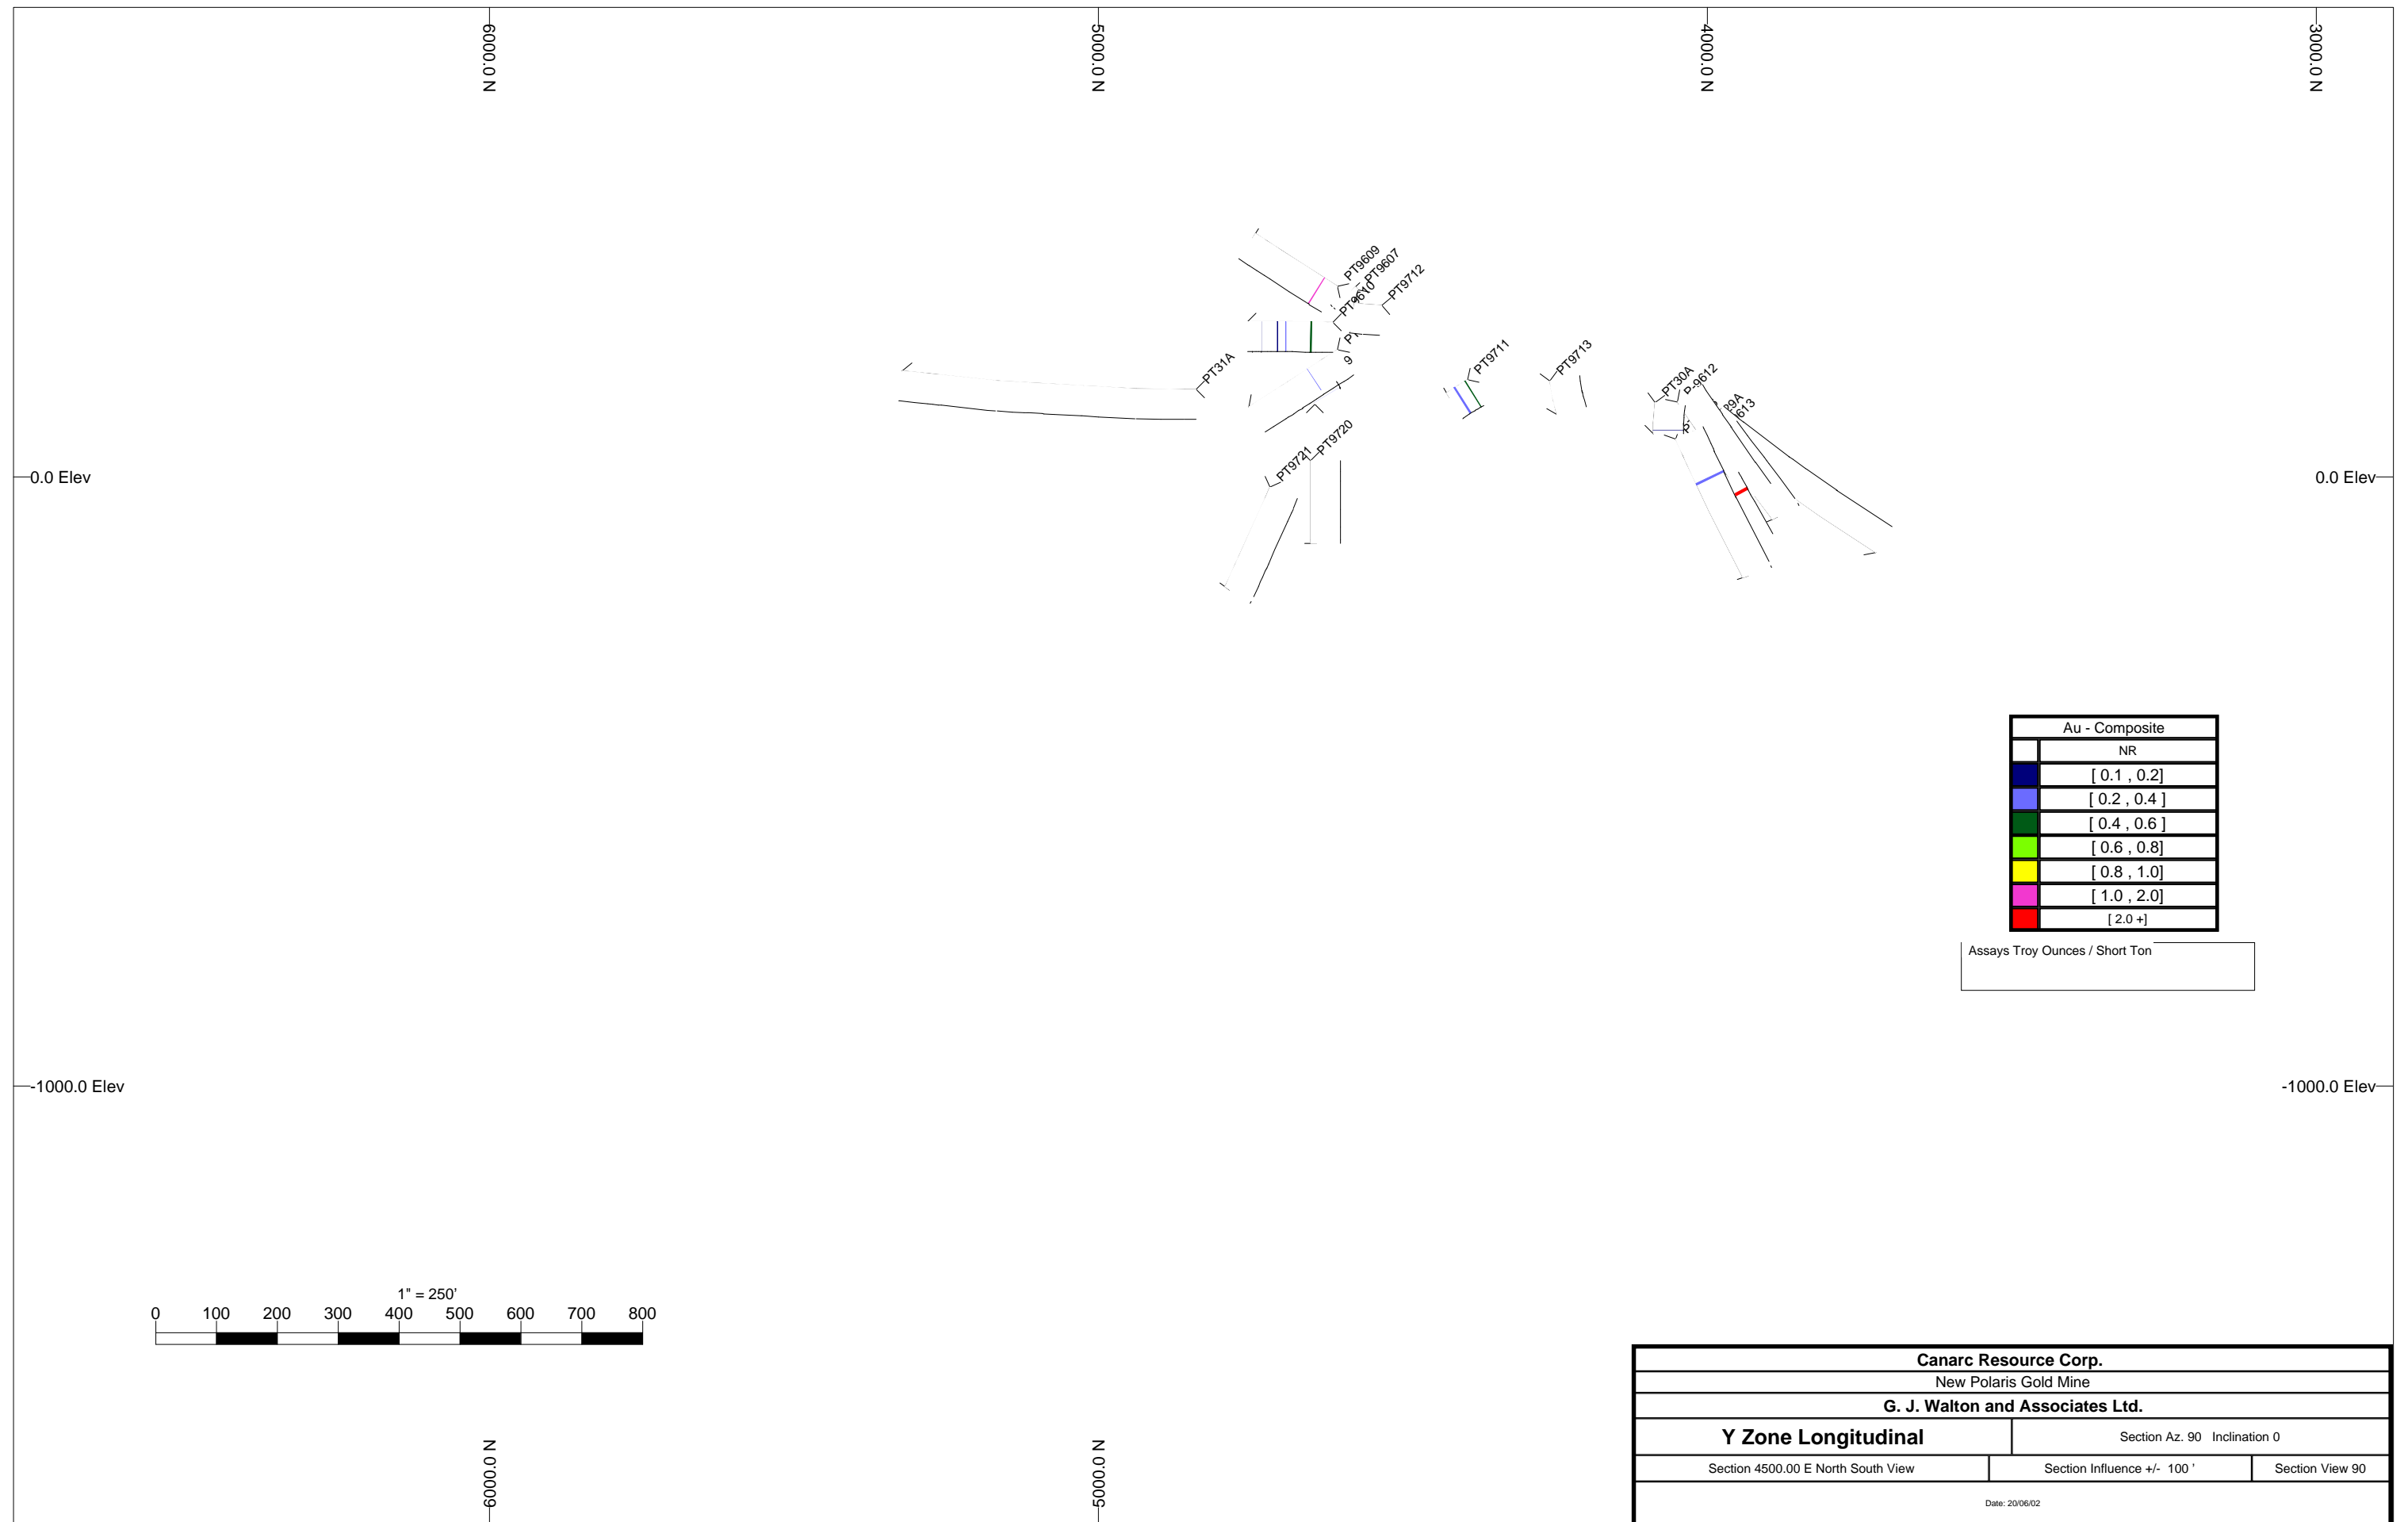 6000.0 N
5000.0 N
4000.0 N
3000.0 N
PT9609
PT9607
PT9712
PT9610
PT31A
PT9711
PT9713
PT30A
9612
613
PT9720
PT9721
0.0 Elev
0.0 Elev
Au - Composite
NR
[ 0.1 , 0.2]
[ 0.2 , 0.4 ]
[ 0.4 , 0.6 ]
[ 0.6 , 0.8]
[ 0.8 , 1.0]
[ 1.0 , 2.0]
[ 2.0 +]
Assays Troy Ounces / Short Ton
-1000.0 Elev
-1000.0 Elev
1" = 250'
0 100 200 300 400 500 600 700 800
Canarc Resource Corp.
New Polaris Gold Mine
G. J. Walton and Associates Ltd.
Y Zone Longitudinal
Section Az. 90 Inclination 0
Section 4500.00 E North South View
Section Influence +/- 100 '
Section View 90
Date: 20/06/02
6000.0 N
5000.0 N